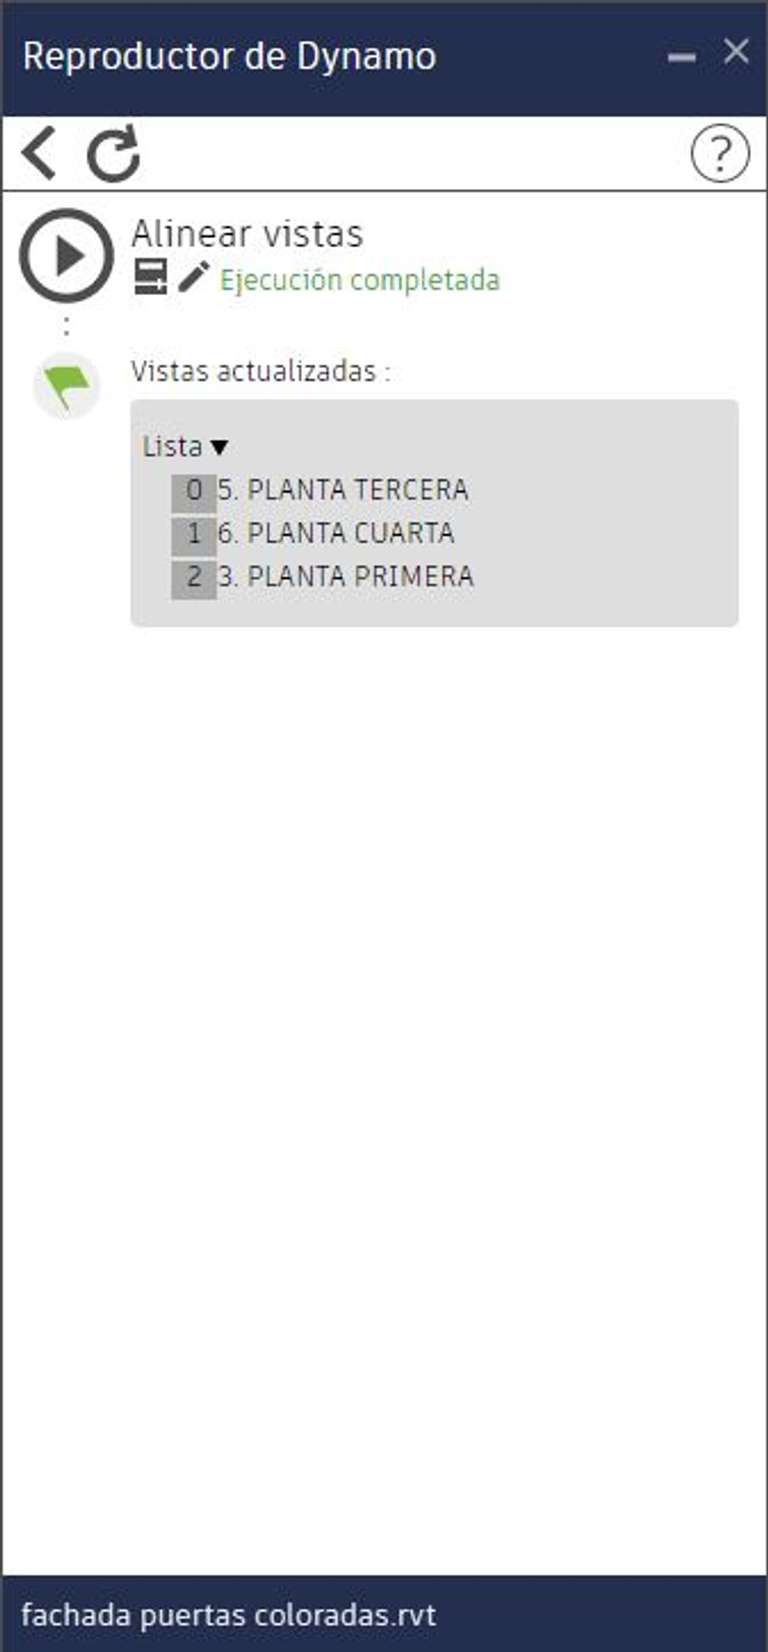 Reproductor de Dynamo
?
Alinear vistas
Ejecución completada
:
Vistas actualizadas :
Lista ▼
0 5. PLANTA TERCERA
1 6. PLANTA CUARTA
2 3. PLANTA PRIMERA
fachada puertas coloradas.rvt